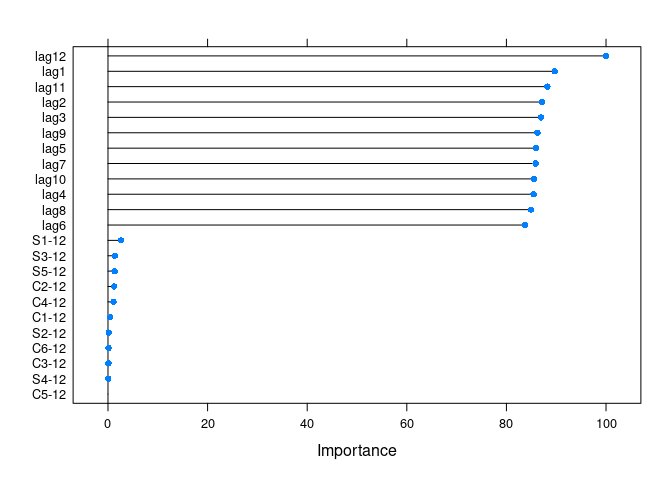 lag12
lag1
lag11
lag2
lag3
lag9
lag5
lag7
lag10
lag4
lag8
lag6
S1-12
S3-12
S5-12
C2-12
C4-12
C1-12
S2-12
C6-12
C3-12
S4-12
C5-12
0 20 40 60 80 100
Importance